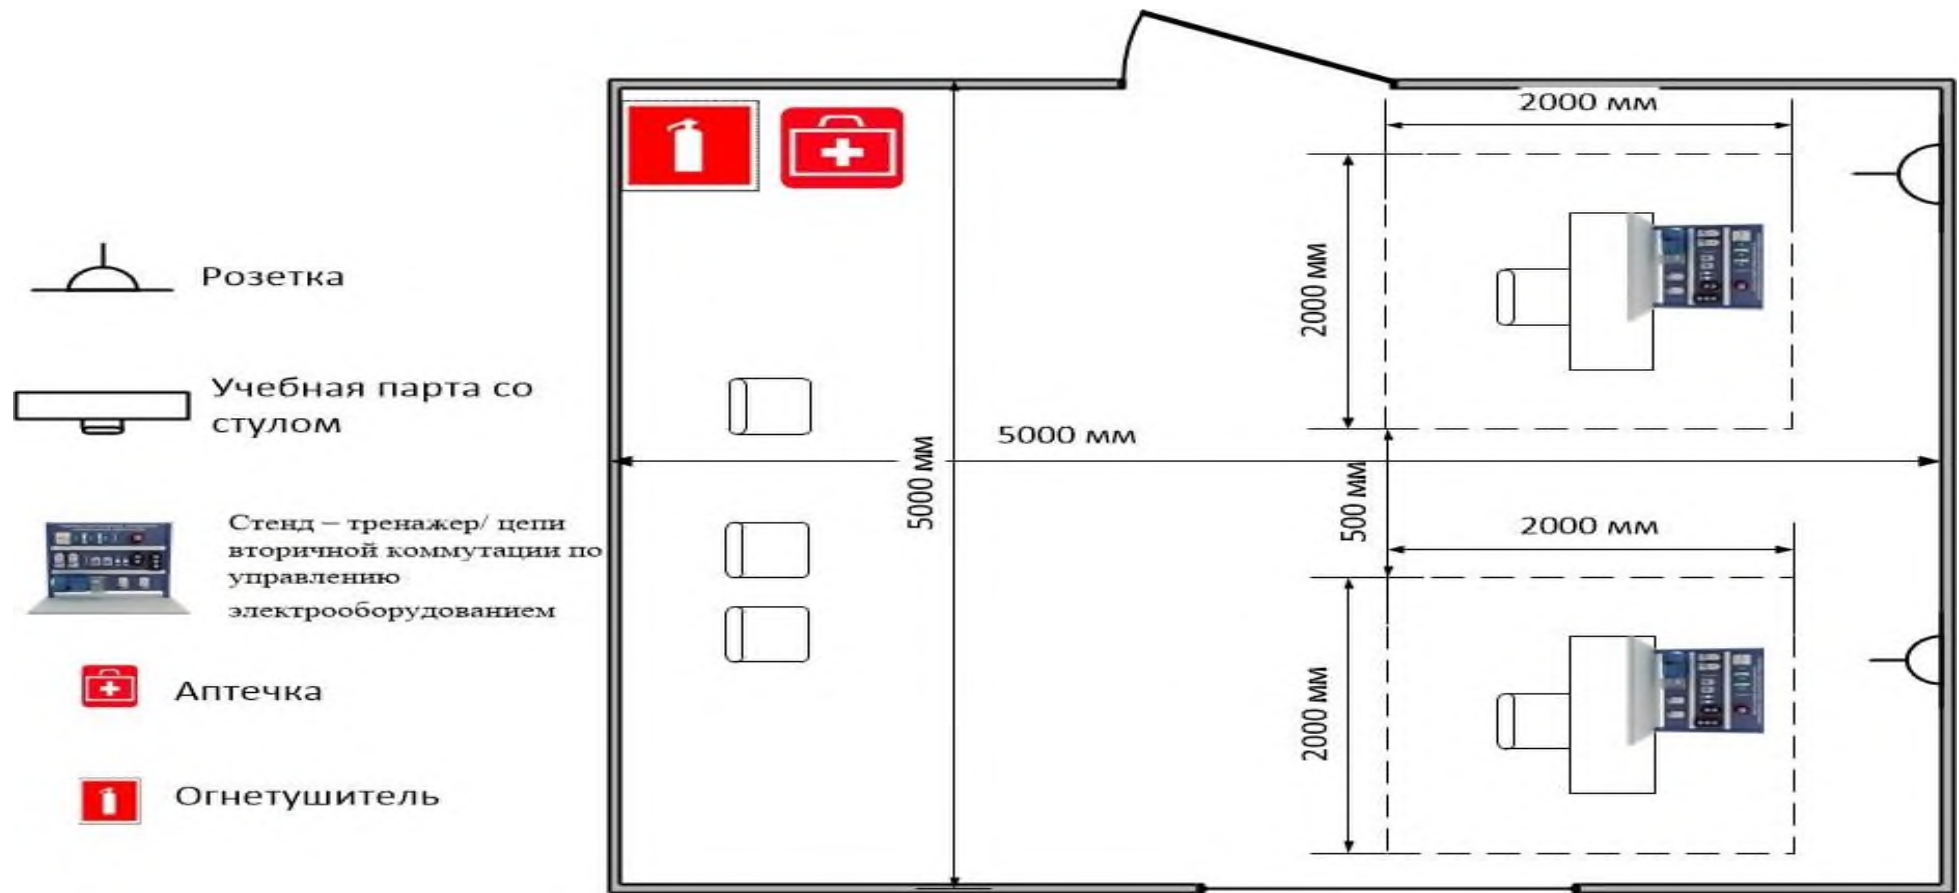 Розетка
Учебная парта со
стулом
Стенд – тренажер/ цепи
вторичной коммутации по
управлению
электрооборудованием
Аптечка
Огнетушитель
2000 мм
2000 мм
5000 мм
5000 мм
500 мм
2000 мм
2000 мм